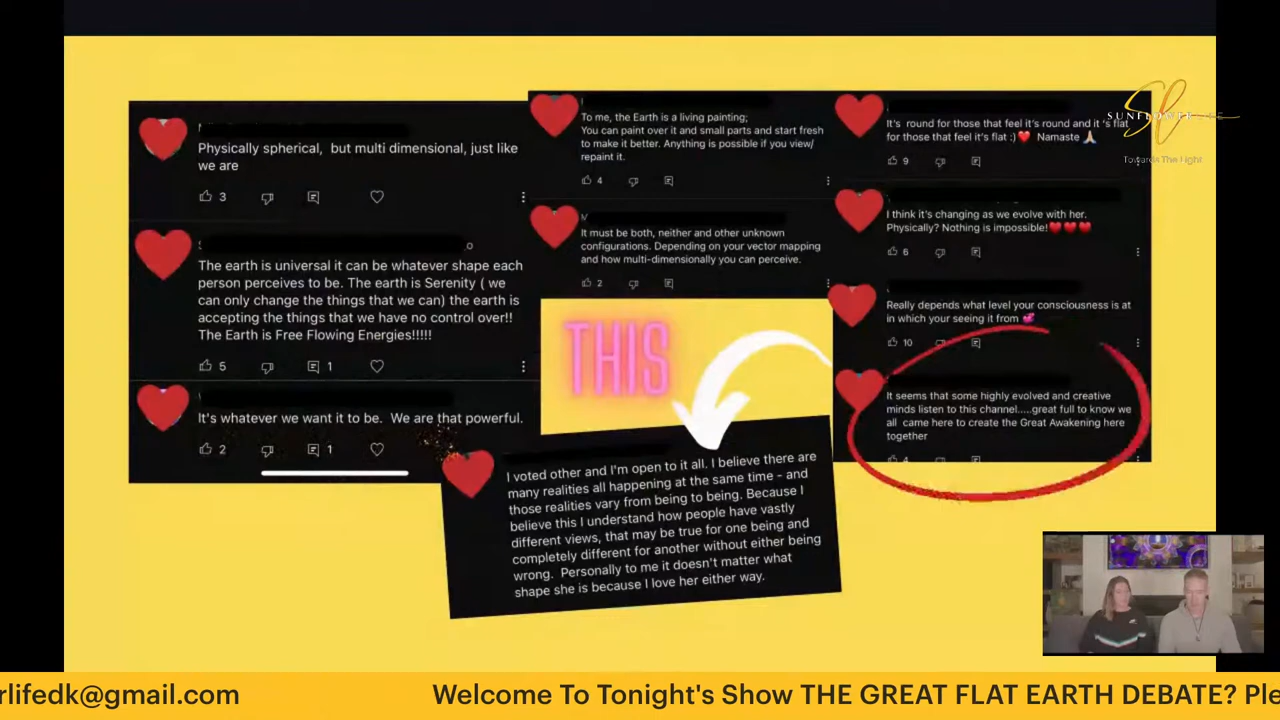 Physically spherical, but multi dimensional, just like
we are
3
The earth is universal it can be whatever shape each
person perceives to be. The earth is Serenity ( we
can only change the things that we can) the earth is
accepting the things that we have no control over!!
The Earth is Free Flowing Energies!!!!!
5
1
It's whatever we want it to be. We are that powerful.
2
1
To me, the Earth is a living painting;
You can paint over it and small parts and start fresh
to make it better. Anything is possible if you view/
repaint it.
4
It must be both, neither and other unknown
configurations. Depending on your vector mapping
and how multi-dimensionally you can perceive.
2
THIS
I voted other and I'm open to it all. I believe there are
many realities all happening at the same time - and
those realities vary from being to being. Because I
believe this I understand how people have vastly
different views, that may be true for one being and
completely different for another without either being
wrong. Personally to me it doesn't matter what
shape she is because I love her either way.
It's round for those that feel it's round and it 's flat
for those that feel it's flat :)❤️ Namaste 🙏
9
I think it's changing as we evolve with her.
Physically? Nothing is impossible!❤️❤️❤️
6
Really depends what level your consciousness is at
in which your seeing it from 💞
10
It seems that some highly evolved and creative
minds listen to this channel.....great full to know we
all came here to create the Great Awakening here
together
4
SUNFLOWER
Towards The Light
rlifedk@gmail.com Welcome To Tonight's Show THE GREAT FLAT EARTH DEBATE? Ple